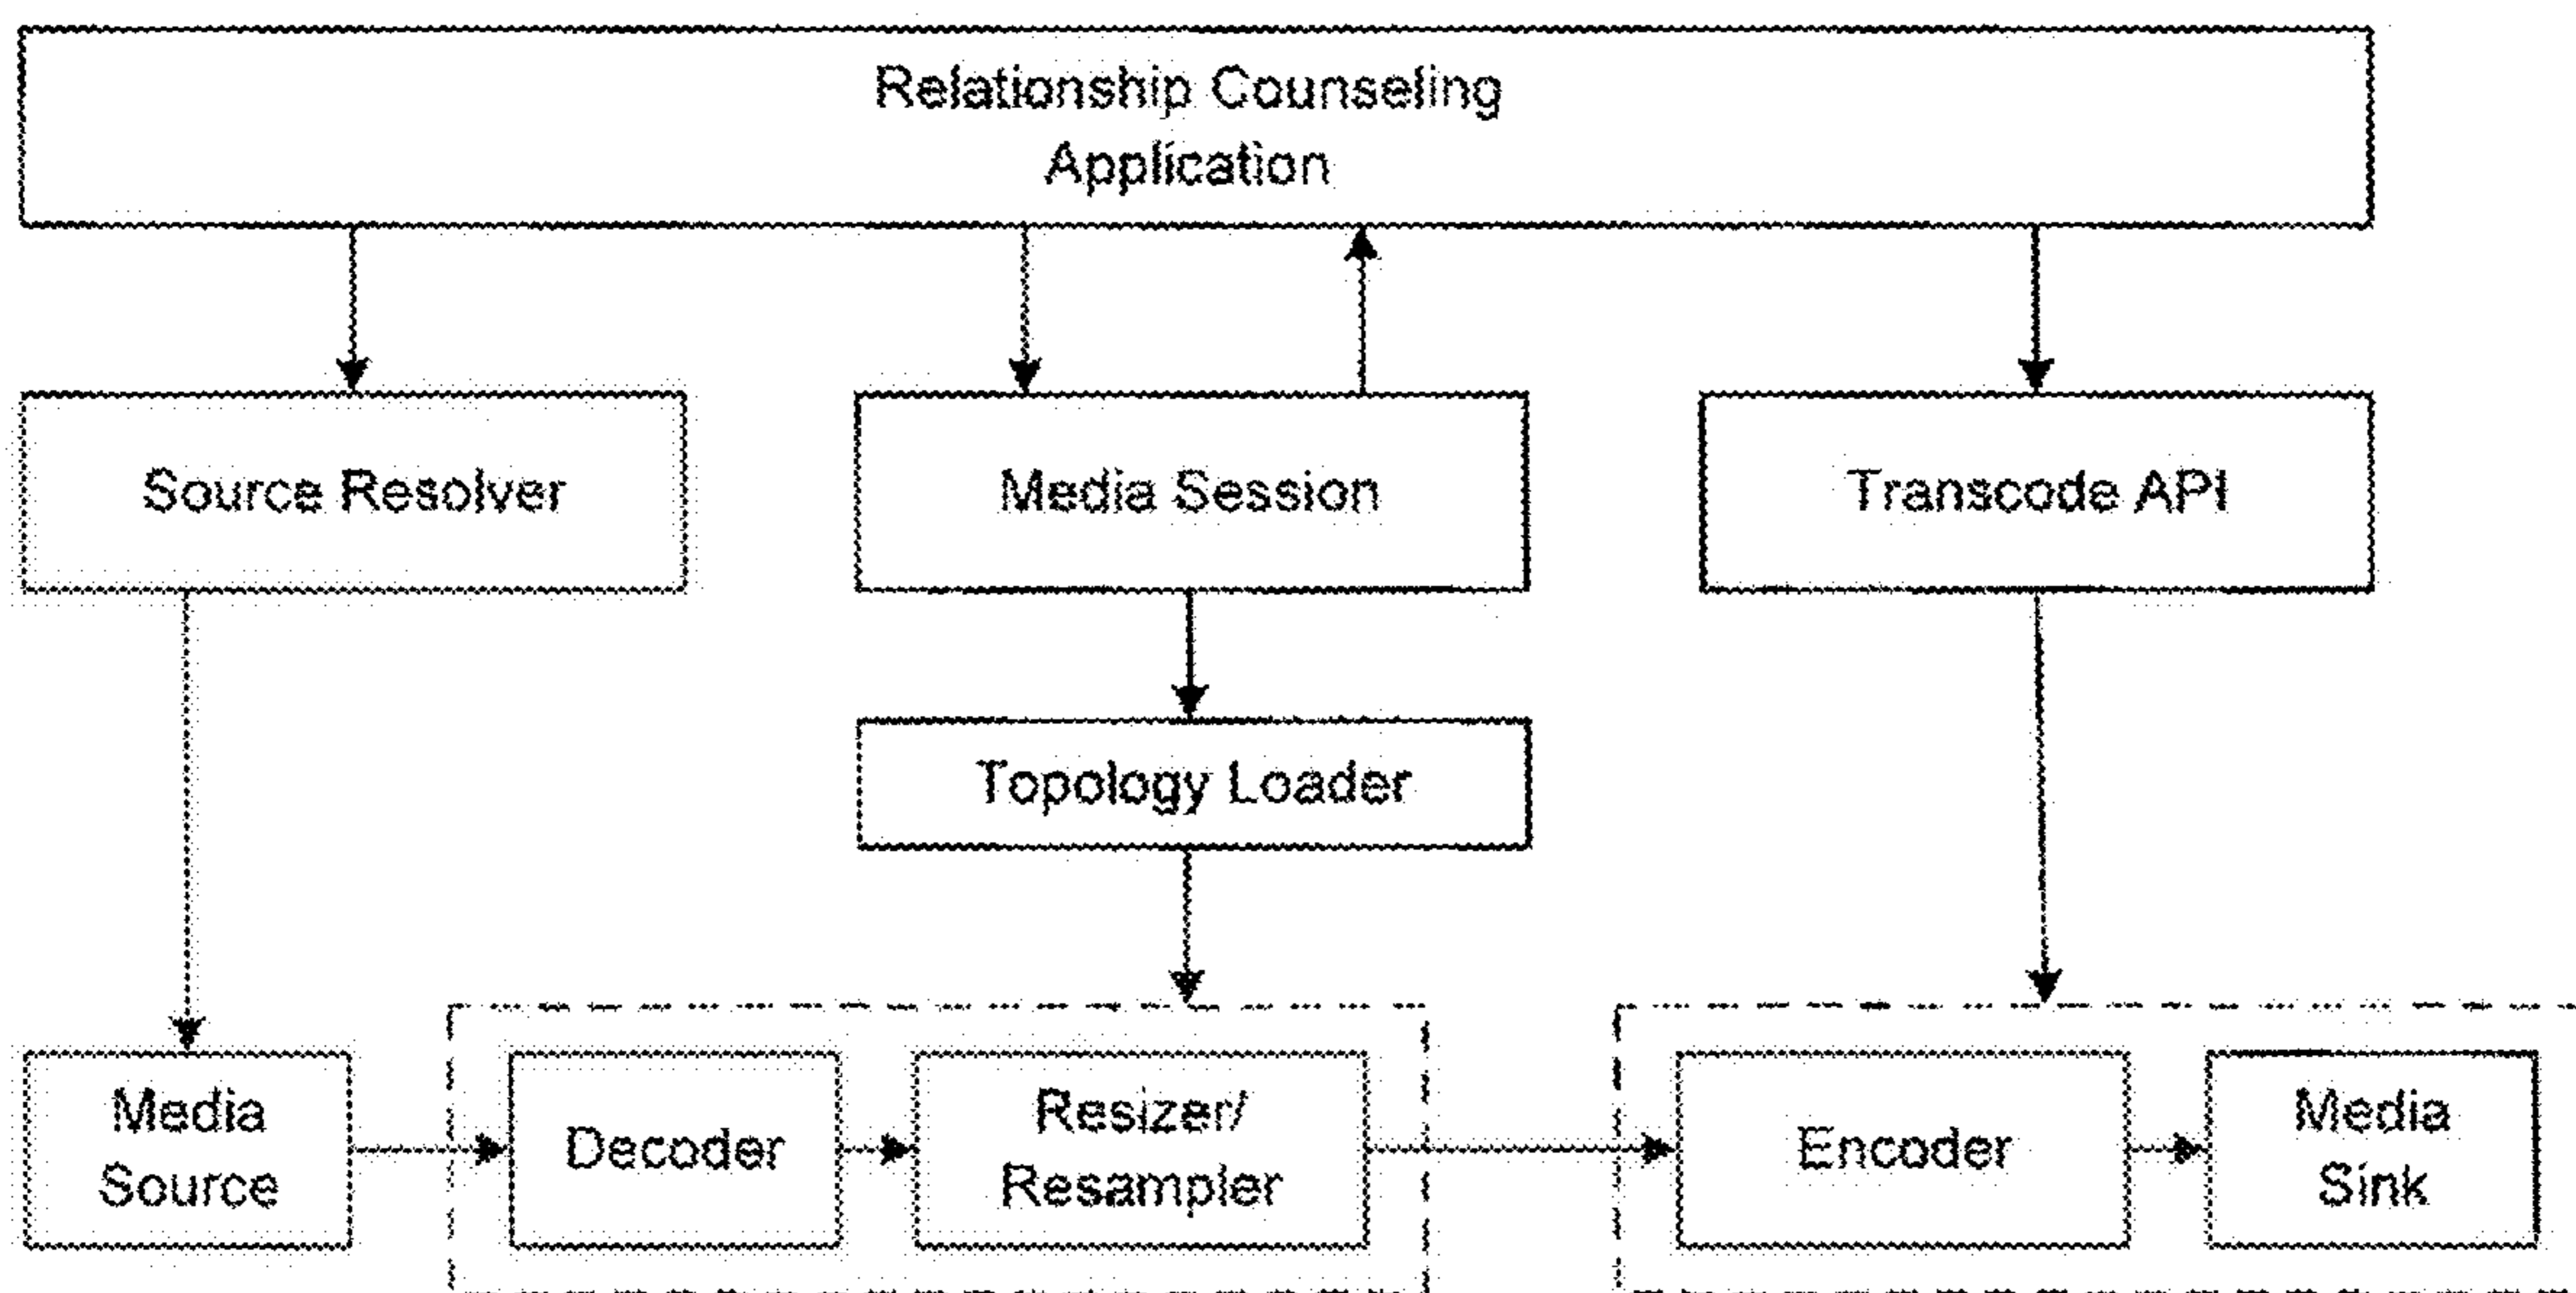 Relationship Counseling
Application
Source Resolver
Media Session
Transcode API
Topology Loader
Media
Source
Decoder
Resizer/
Resampler
Encoder
Media
Sink